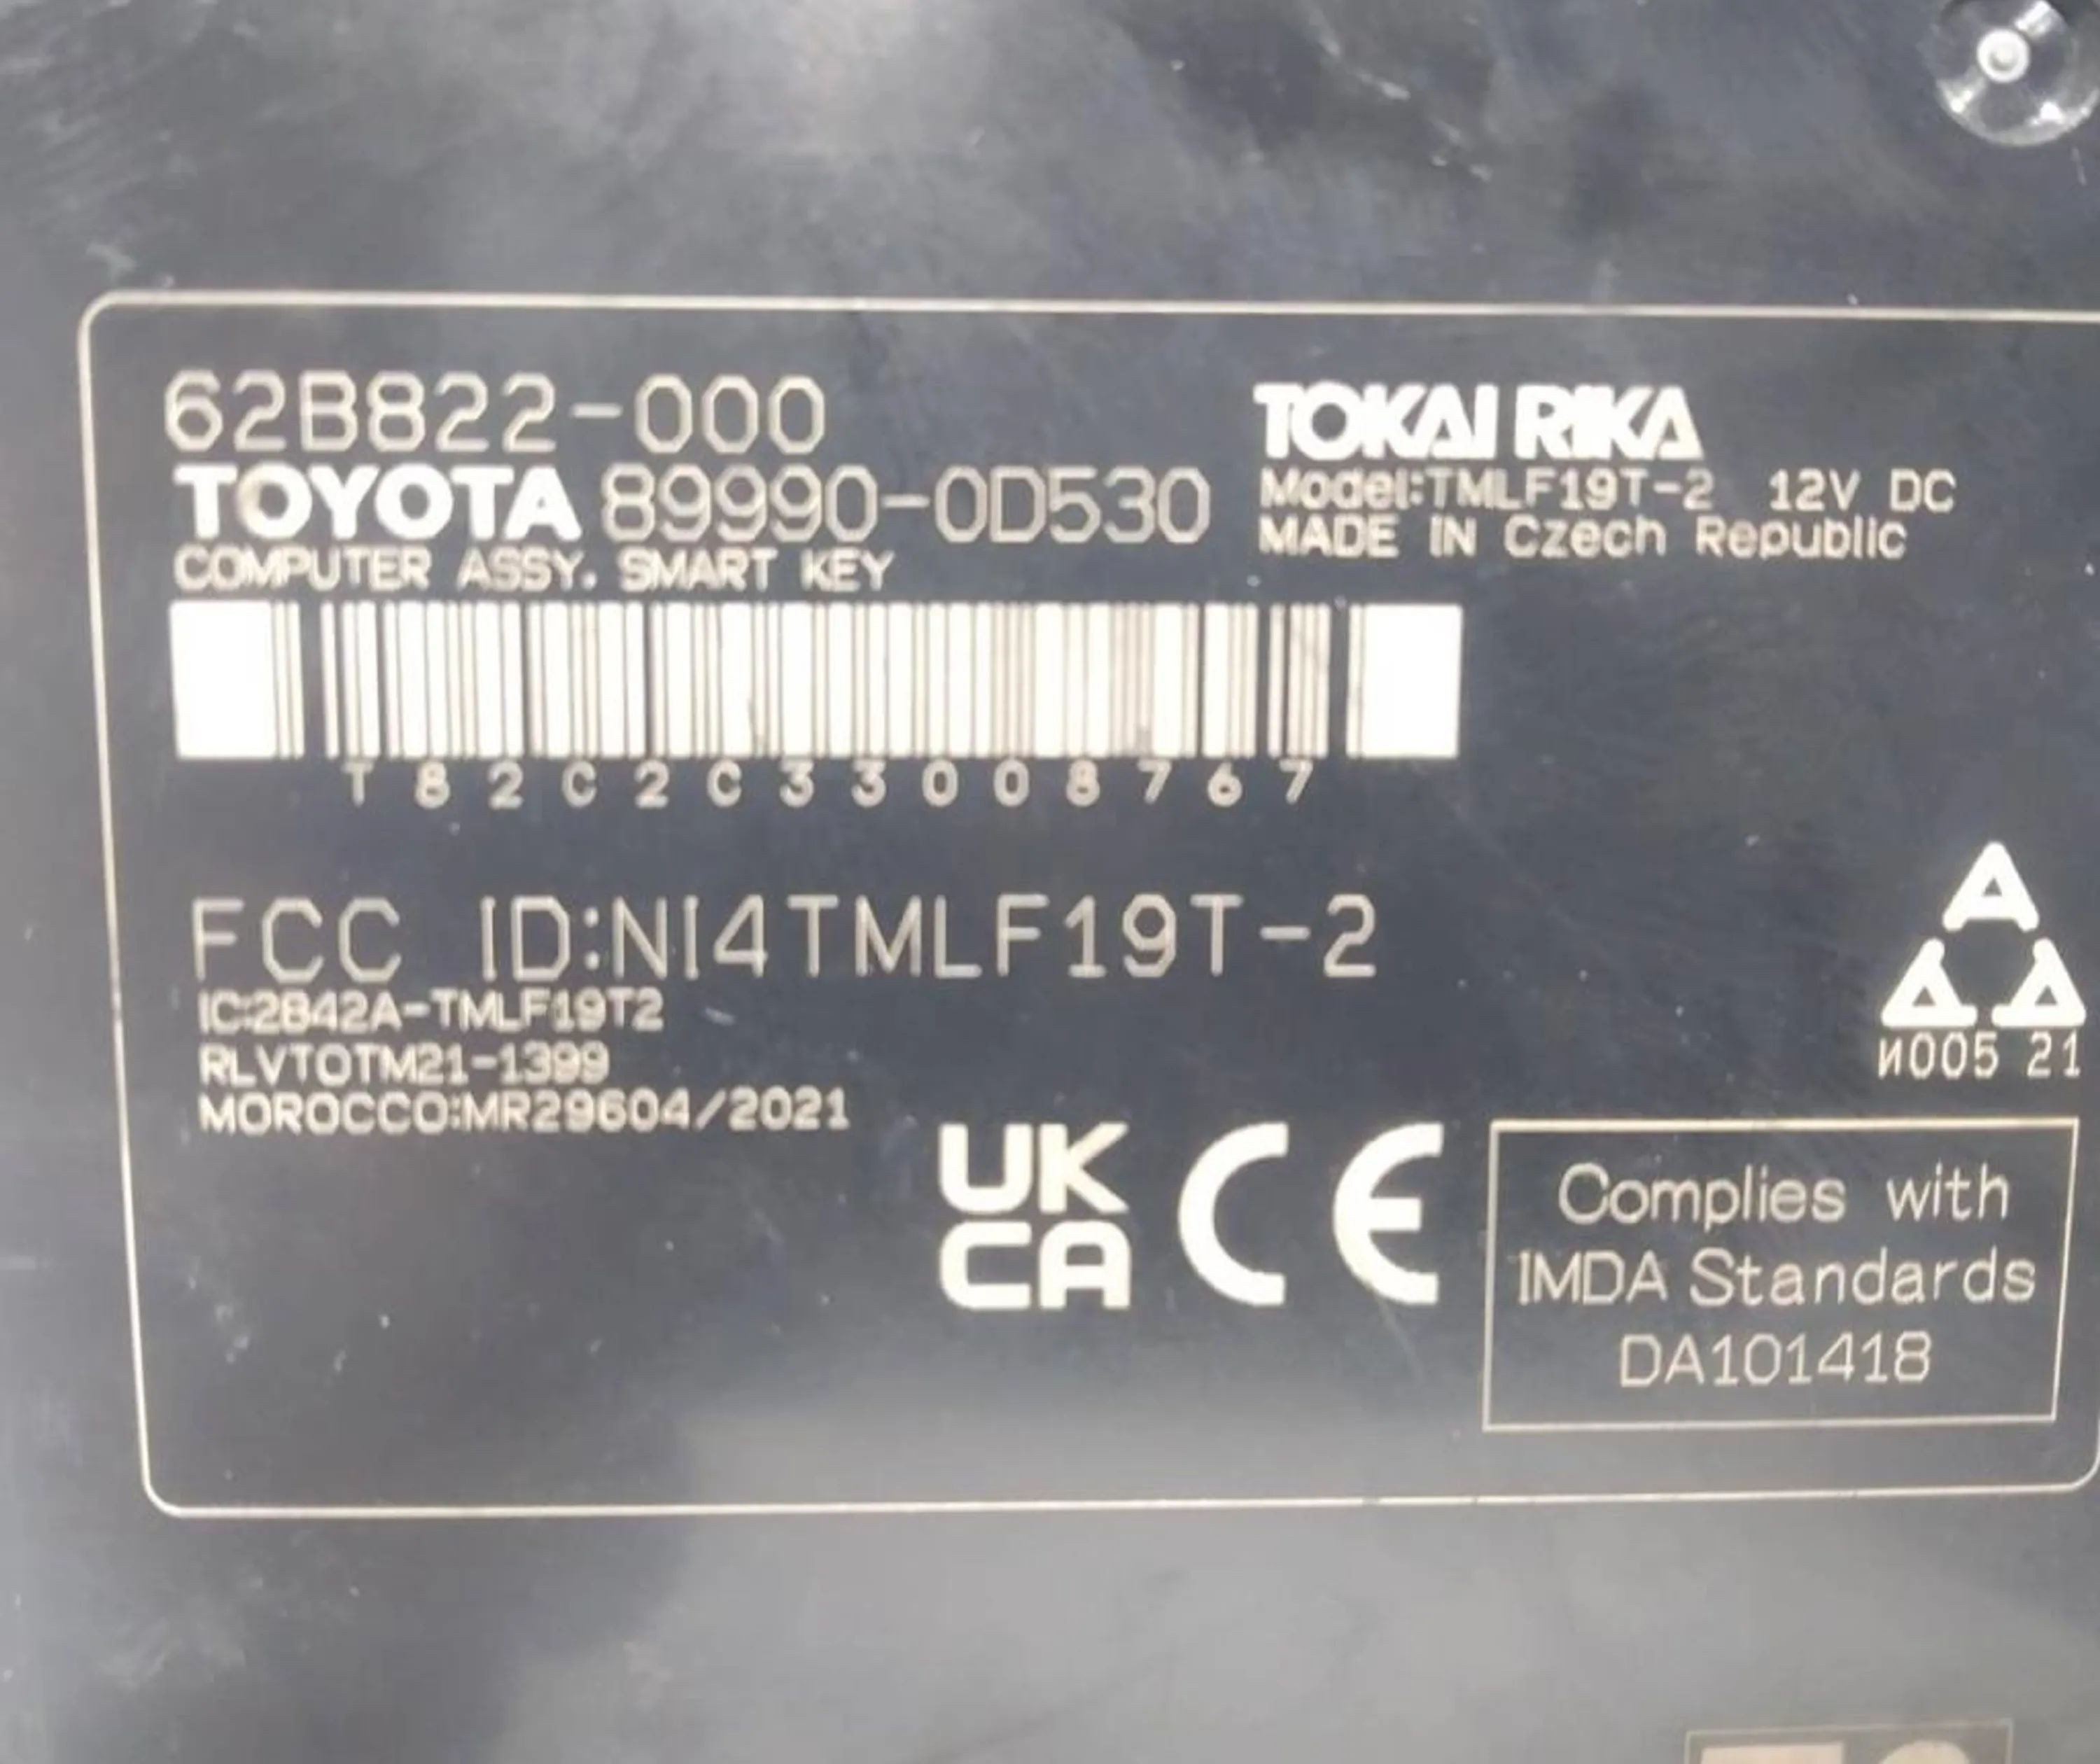 62B822-000
TOYOTA 89990-0D530
COMPUTER ASSY. SMART KEY
TOKAI RIKA
Model:TMLF19T-2 12V DC
MADE IN Czech Republic
T82C2C33008767
FCC ID:NI4TMLF19T-2
IC:2842A-TMLF19T2
RLVTOTM21-1399
MOROCCO:MR29604/2021
A
И005 21
UK
CA
CE
Complies with
IMDA Standards
DA101418